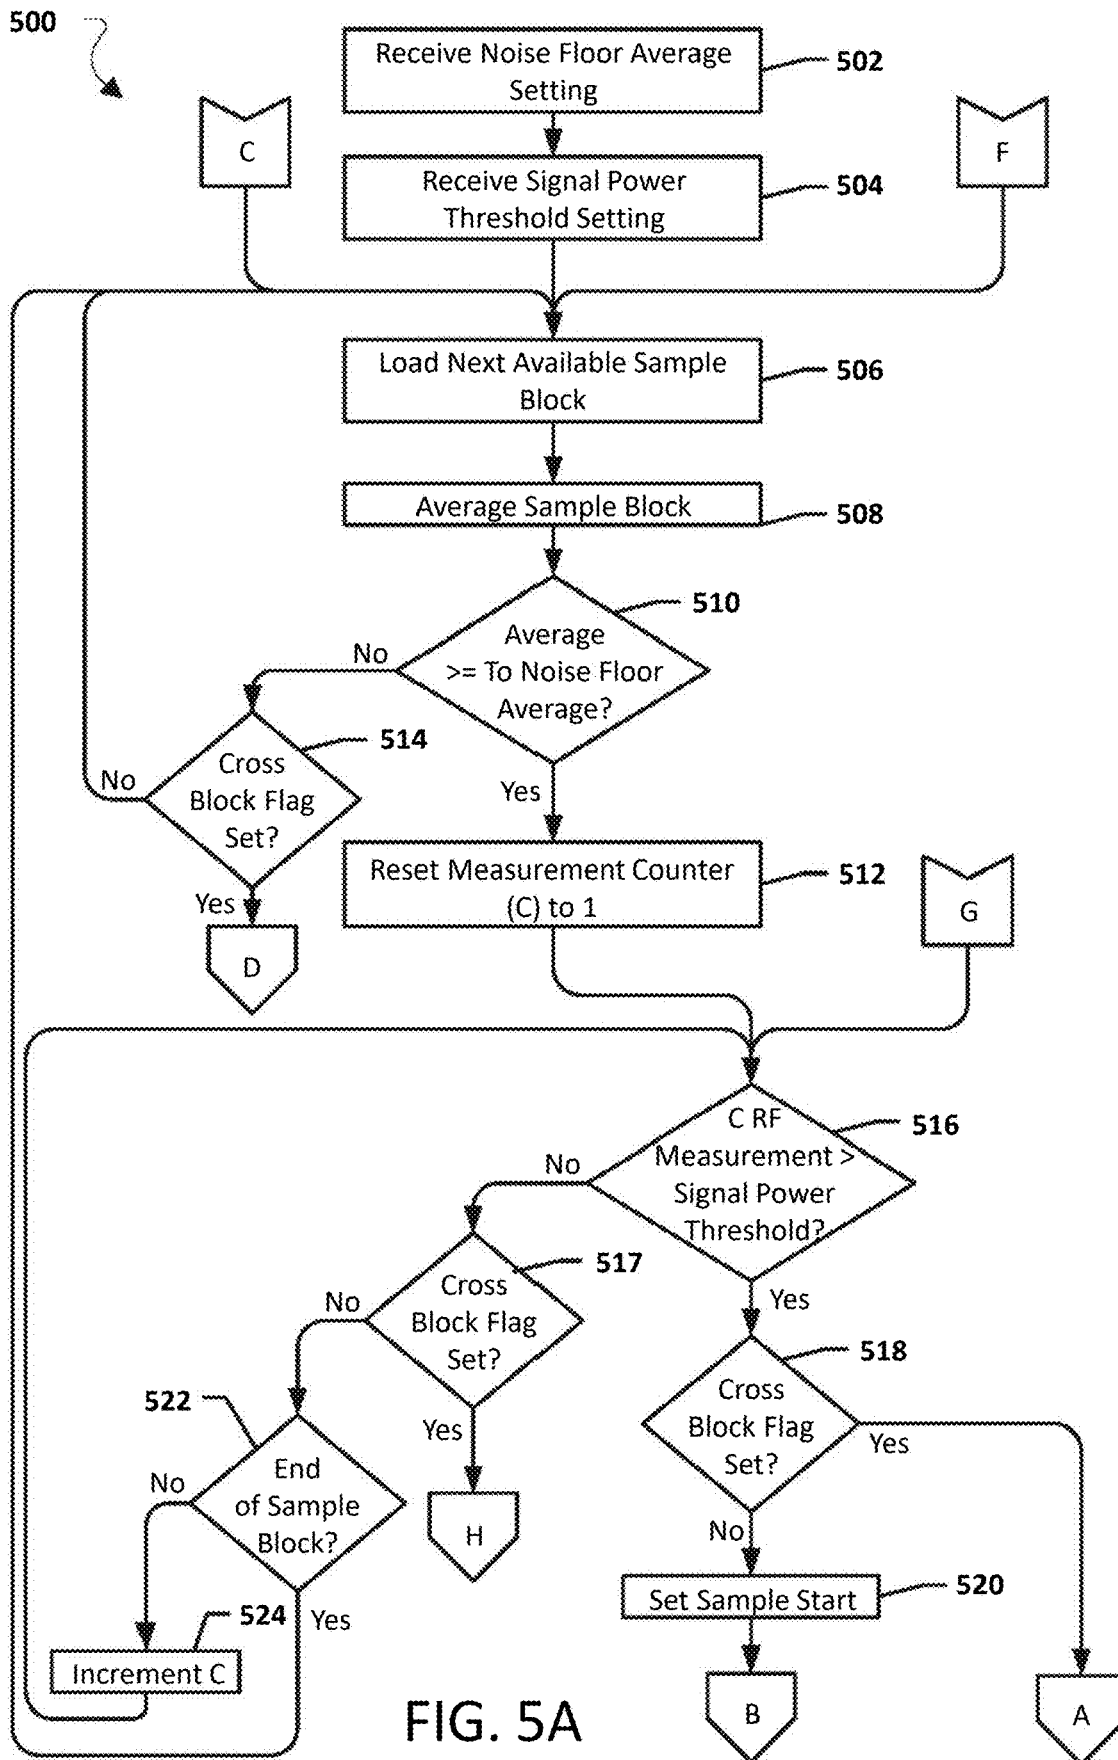 500
Receive Noise Floor Average
Setting
502
C
F
Receive Signal Power
Threshold Setting
504
Load Next Available Sample
Block
506
Average Sample Block
508
510
Average
>= To Noise Floor
Average?
No
514
Cross
Block Flag
Set?
No
Yes
Yes
Reset Measurement Counter
(C) to 1
512
G
D
C RF
Measurement >
Signal Power
Threshold?
516
No
517
Cross
Block Flag
Set?
No
Yes
518
Cross
Block Flag
Set?
Yes
522
Yes
End
of Sample
Block?
No
H
No
Set Sample Start
520
524
Yes
Increment C
B
A
FIG. 5A